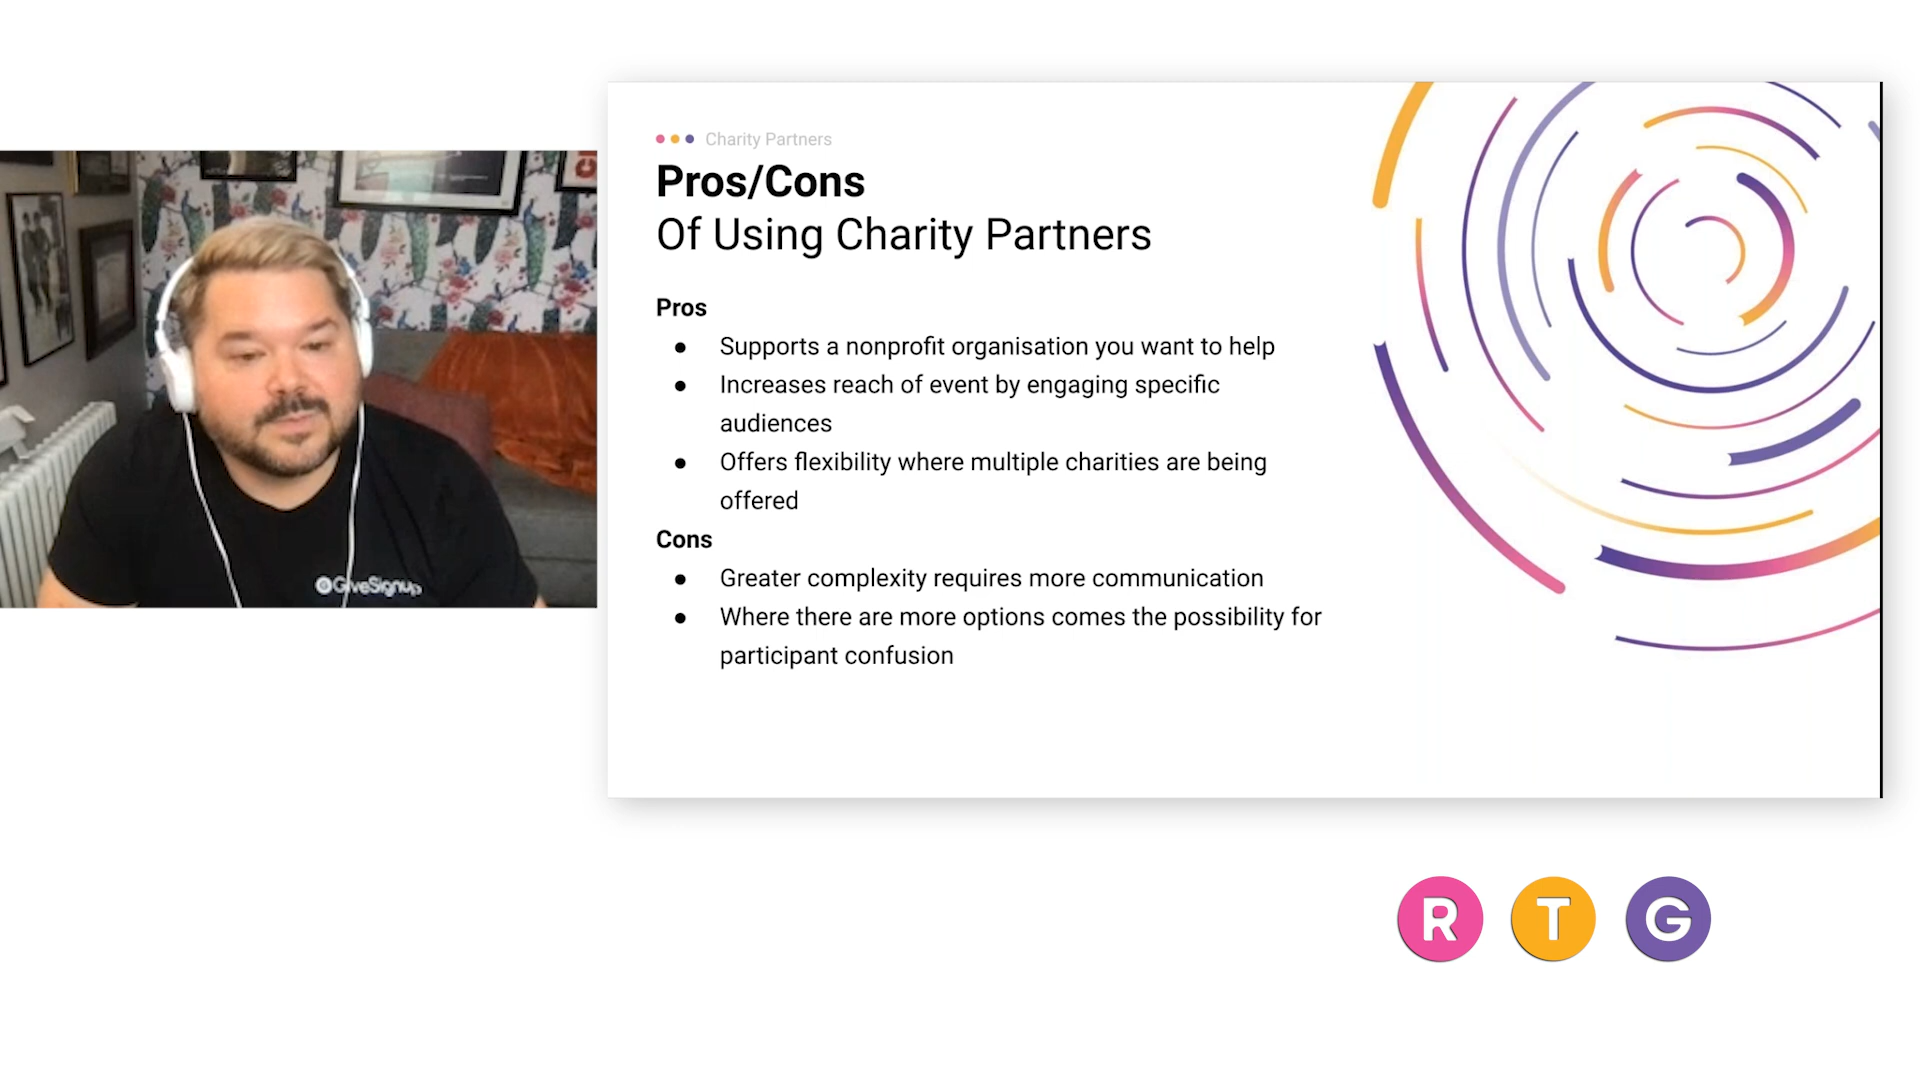 Charity Partners
Pros/Cons
Of Using Charity Partners
Pros
● Supports a nonprofit organisation you want to help
● Increases reach of event by engaging specific
audiences
● Offers flexibility where multiple charities are being
offered
Cons
● Greater complexity requires more communication
● Where there are more options comes the possibility for
participant confusion
GiveSignup
R T G